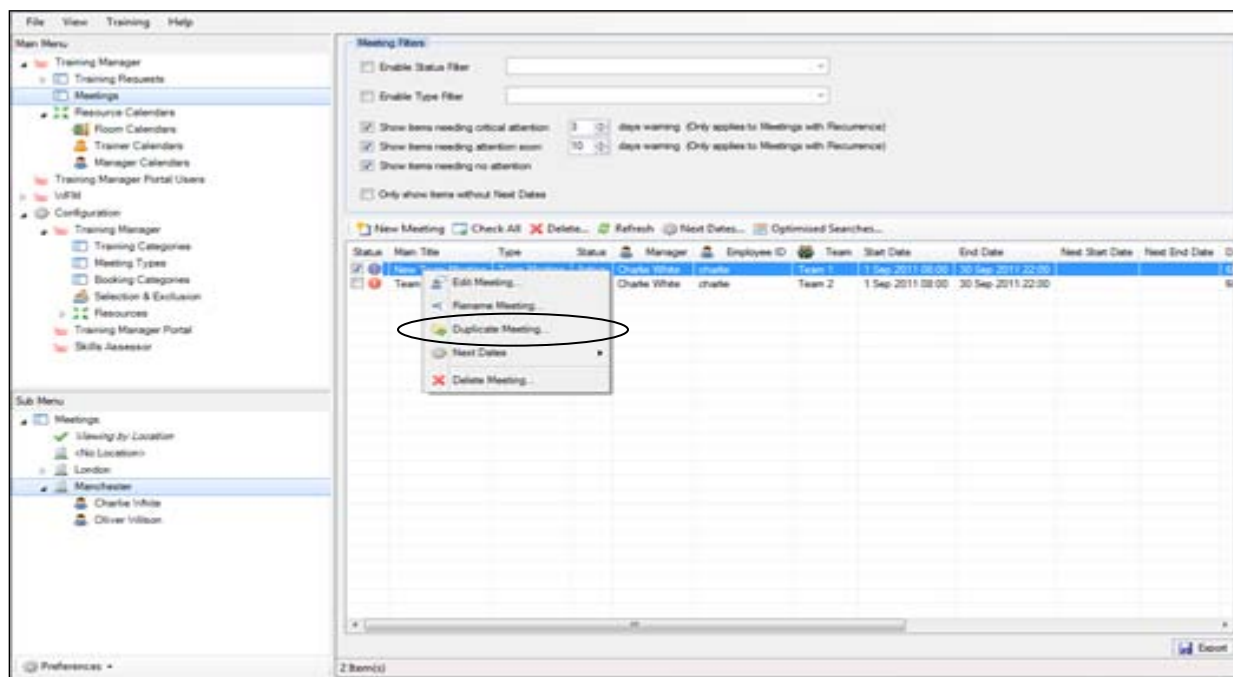 File View Training Help
Main Menu
Training Manager
Training Requests
Meetings
Resource Calendars
Room Calendars
Trainer Calendars
Manager Calendars
Training Manager Portal Users
WFM
Configuration
Training Manager
Training Categories
Meeting Types
Booking Categories
Selection & Exclusion
Resources
Training Manager Portal
Skills Assessor
Sub Menu
Meetings
Viewing by Location
<No Location>
London
Manchester
Charlie White
Oliver Wilson
Preferences
Meeting Filters
Enable Status Filter
Enable Type Filter
Show items needing critical attention 3 days warning (Only applies to Meetings with Recurrence)
Show items needing attention soon 10 days warning (Only applies to Meetings with Recurrence)
Show items needing no attention
Only show items without Next Dates
New Meeting Check All Delete... Refresh Next Dates... Optimised Searches...
Status Main Title Type Status Manager Employee ID Team Start Date End Date Next Start Date Next End Date D
New Team Meeting Team Meeting Active Charlie White charlie Team 1 1 Sep 2011 08:00 30 Sep 2011 22:00
Team Charlie White charlie Team 2 1 Sep 2011 08:00 30 Sep 2011 22:00
Edit Meeting...
Rename Meeting...
Duplicate Meeting...
Next Dates
Delete Meeting...
Export
2 Item(s)